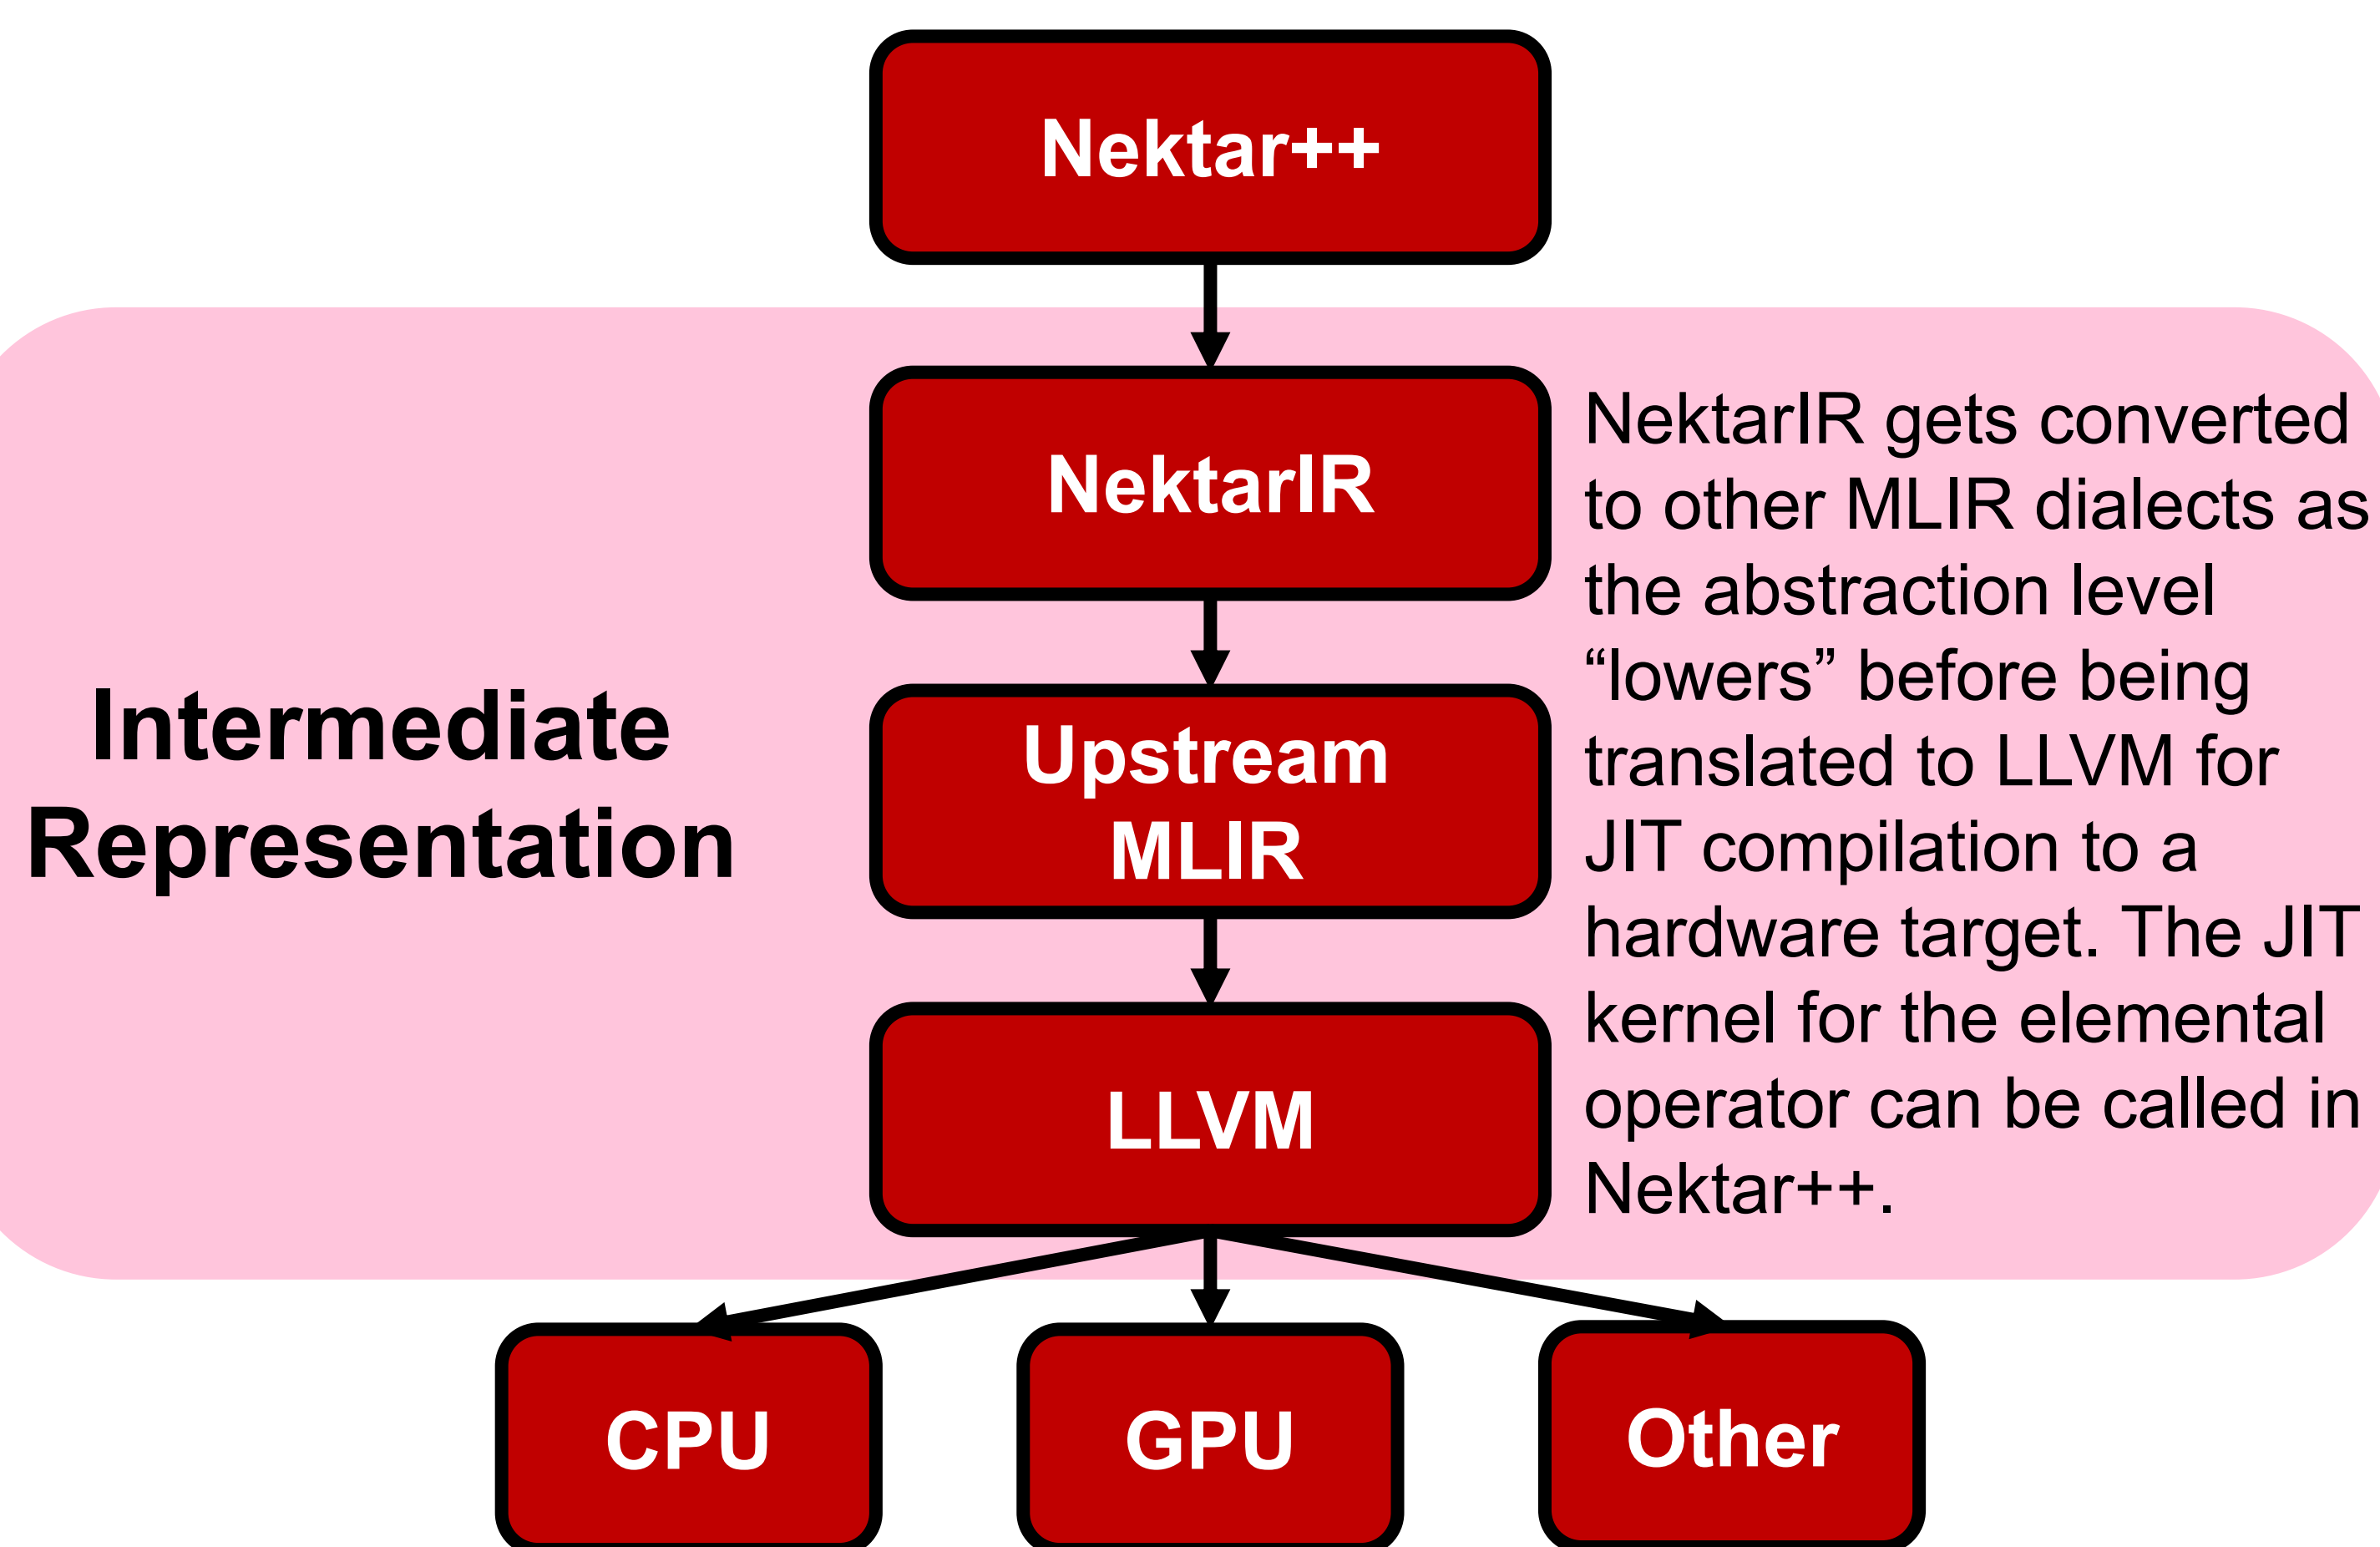 Nektar++
NektarIR
NektarIR gets converted
to other MLIR dialects as
the abstraction level
“lowers” before being
translated to LLVM for
JIT compilation to a
hardware target. The JIT
kernel for the elemental
operator can be called in
Nektar++.
Intermediate
Representation
Upstream
MLIR
LLVM
CPU
GPU
Other